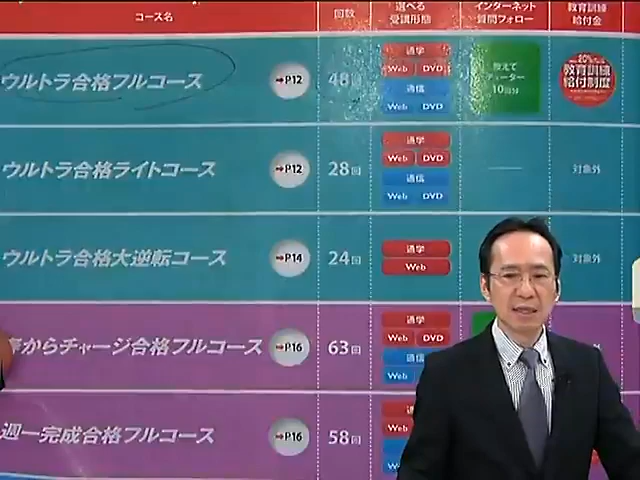 コース名 回数 選べる 受講形態 インターネット 質問フォロー 教育訓練 給付金
ウルトラ合格フルコース ➡P12 48回 通学 Web DVD 通信 Web DVD 教えて チューター 10回分 20% 教育訓練 給付制度
ウルトラ合格ライトコース ➡P12 28回 通学 Web DVD 通信 Web DVD 対象外
ウルトラ合格大逆転コース ➡P14 24回 通学 Web 対象外
からチャージ合格フルコース ➡P16 63回 通学 Web DVD 通信 Web
週一完成合格フルコース ➡P16 58回